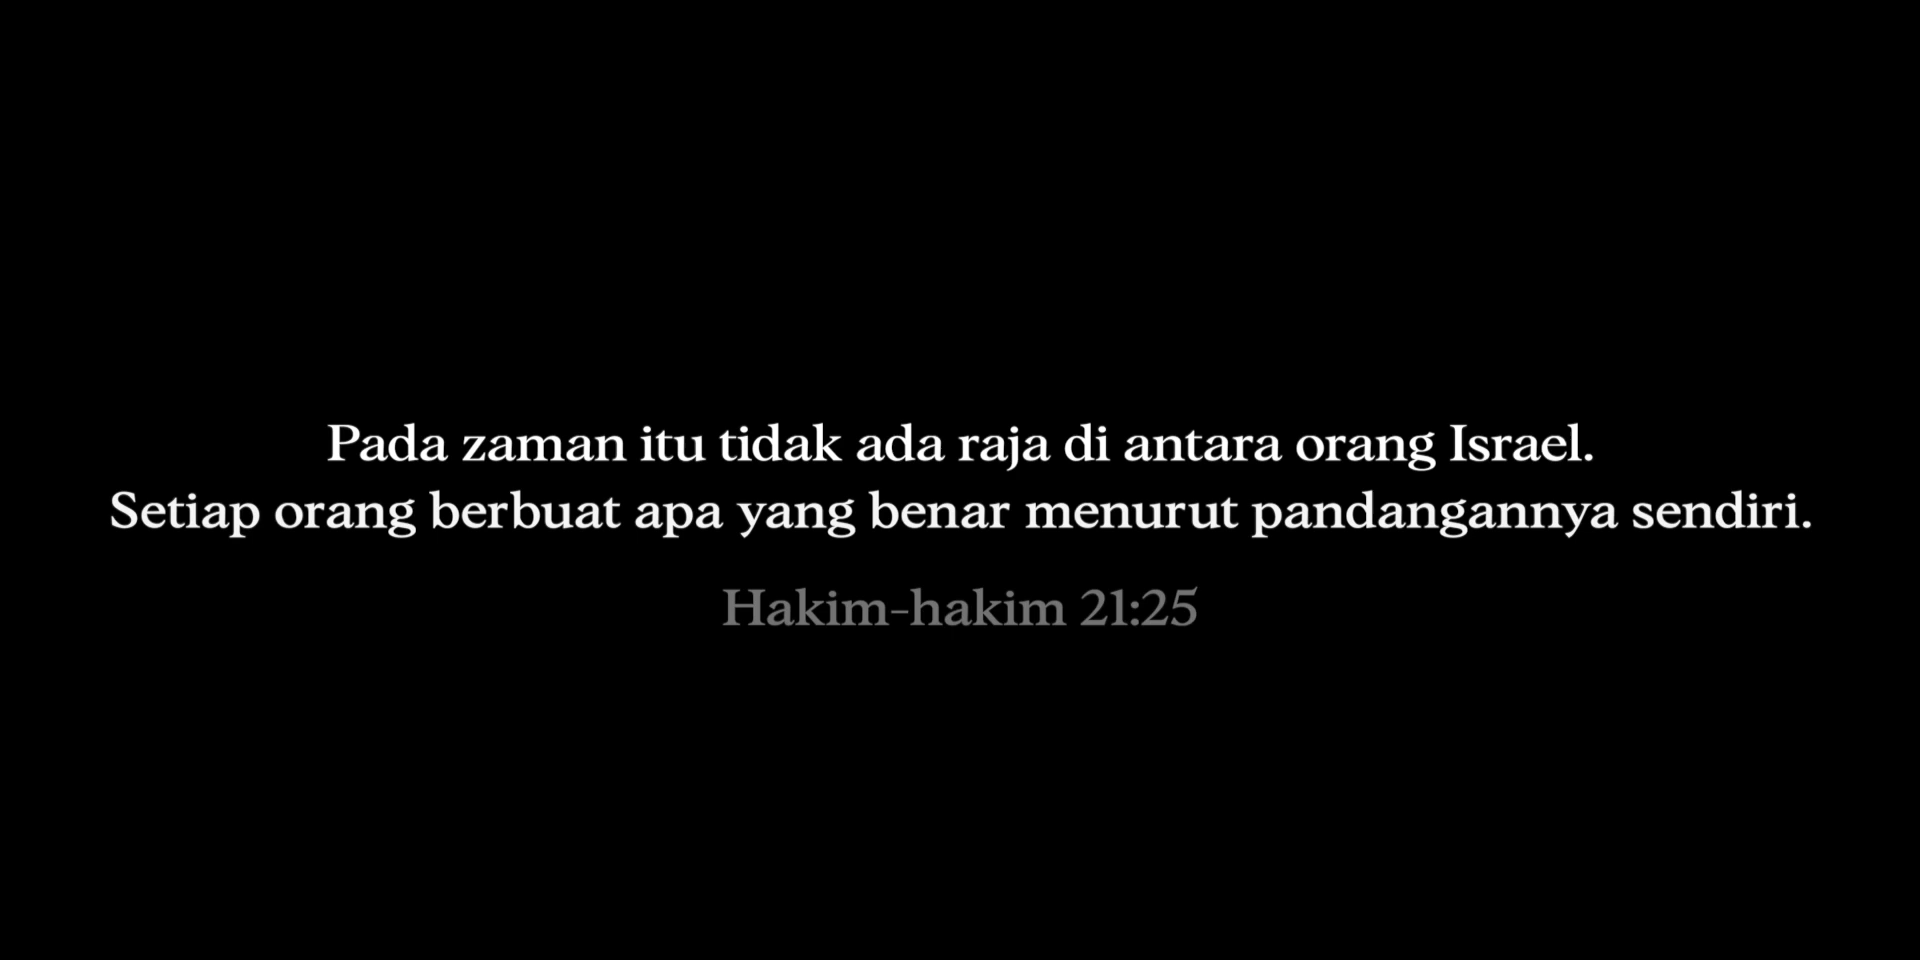 Pada zaman itu tidak ada raja di antara orang Israel.
Setiap orang berbuat apa yang benar menurut pandangannya sendiri.
Hakim-hakim 21:25